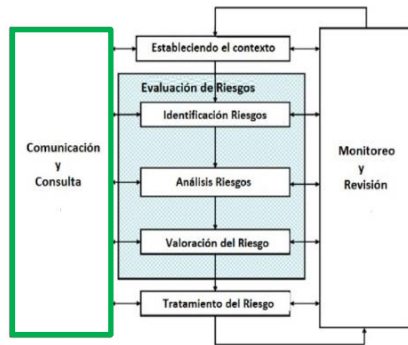 Estableciendo el contexto
Evaluación de Riesgos
Identificación Riesgos
Comunicación
y
Consulta
Análisis Riesgos
Monitoreo
y
Revisión
Valoración del Riesgo
Tratamiento del Riesgo